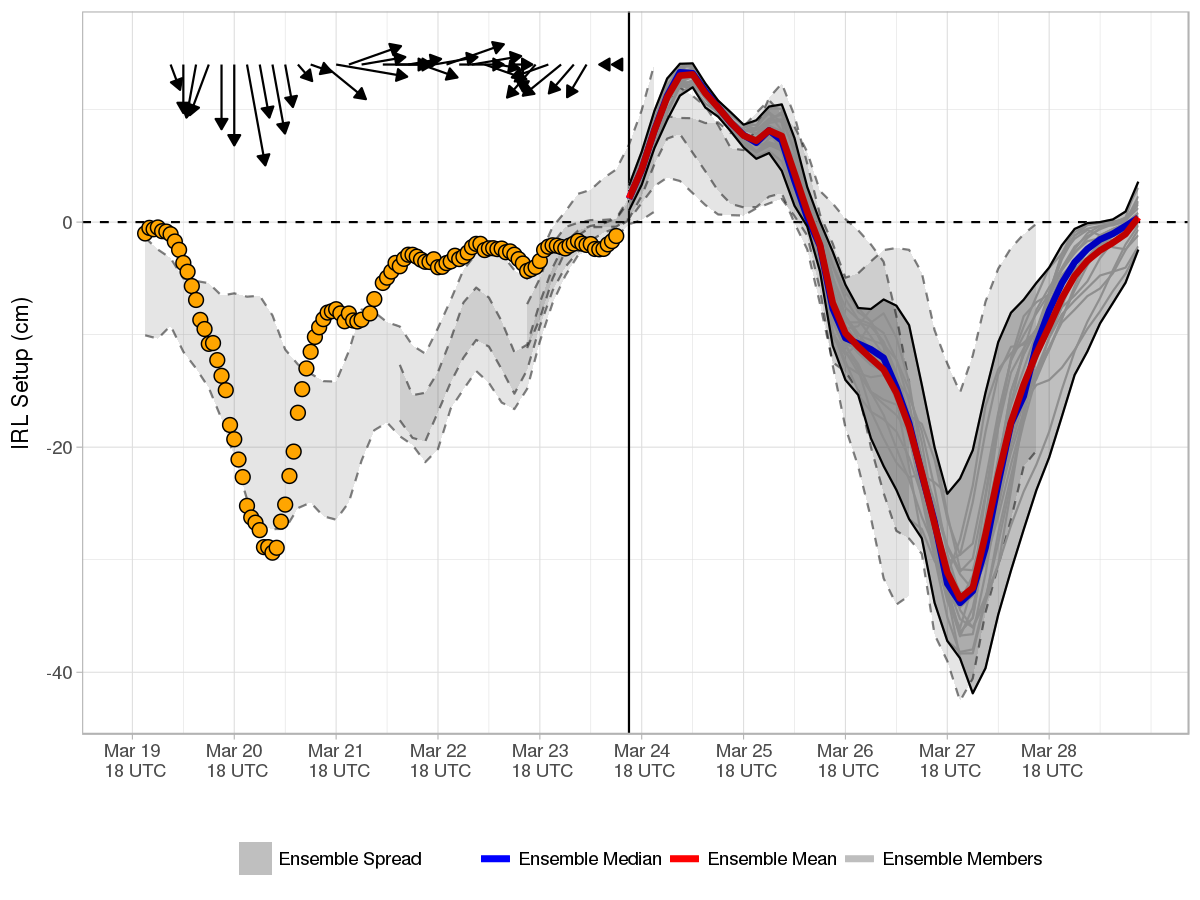 IRL Setup (cm)
0
-20
-40
Mar 19 Mar 20 Mar 21 Mar 22 Mar 23 Mar 24 Mar 25 Mar 26 Mar 27 Mar 28
18 UTC 18 UTC 18 UTC 18 UTC 18 UTC 18 UTC 18 UTC 18 UTC 18 UTC 18 UTC
Ensemble Spread Ensemble Median Ensemble Mean Ensemble Members